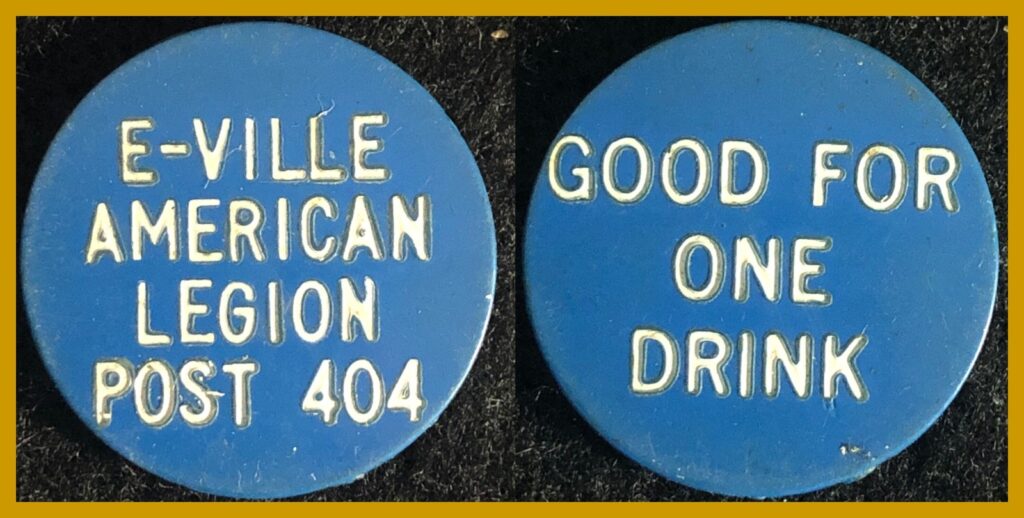 E-VILLE
AMERICAN
LEGION
POST 404
GOOD FOR
ONE
DRINK